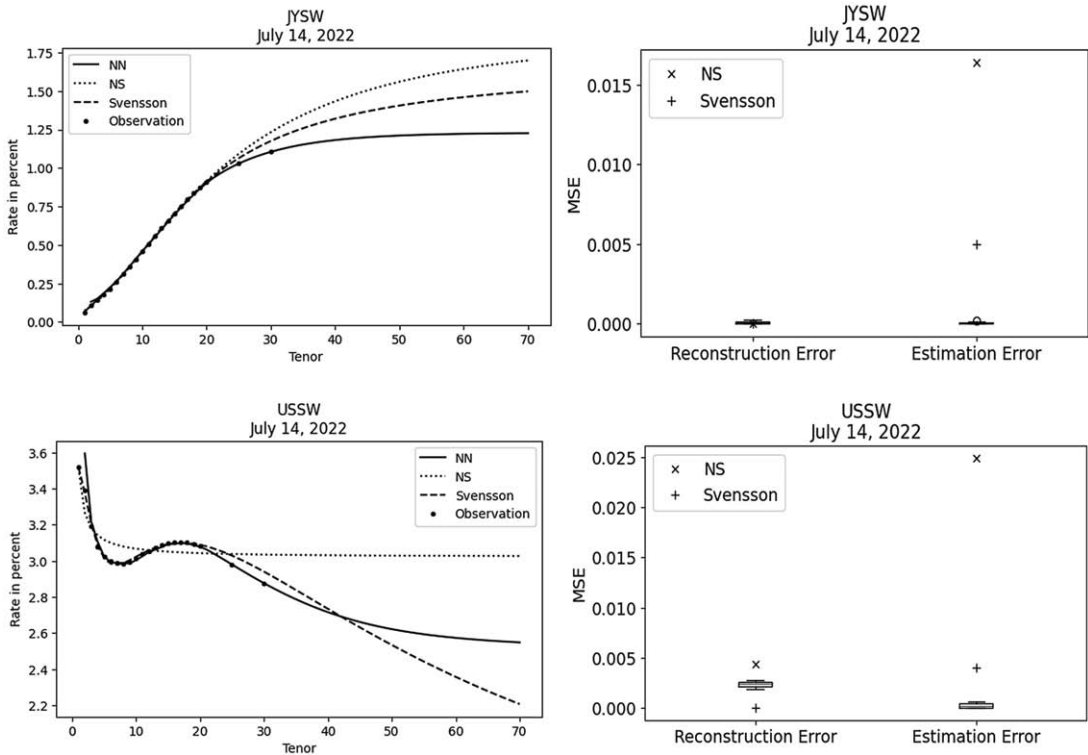 JYSW
July 14, 2022
1.75
1.50
1.25
1.00
0.75
0.50
0.25
0.00
Rate in percent
NN
NS
Svensson
Observation
0 10 20 30 40 50 60 70
Tenor
JYSW
July 14, 2022
0.015
0.010
0.005
0.000
MSE
NS
Svensson
Reconstruction Error Estimation Error
USSW
July 14, 2022
3.6
3.4
3.2
3.0
2.8
2.6
2.4
2.2
Rate in percent
NN
NS
Svensson
Observation
0 10 20 30 40 50 60 70
Tenor
USSW
July 14, 2022
0.025
0.020
0.015
0.010
0.005
0.000
MSE
NS
Svensson
Reconstruction Error Estimation Error